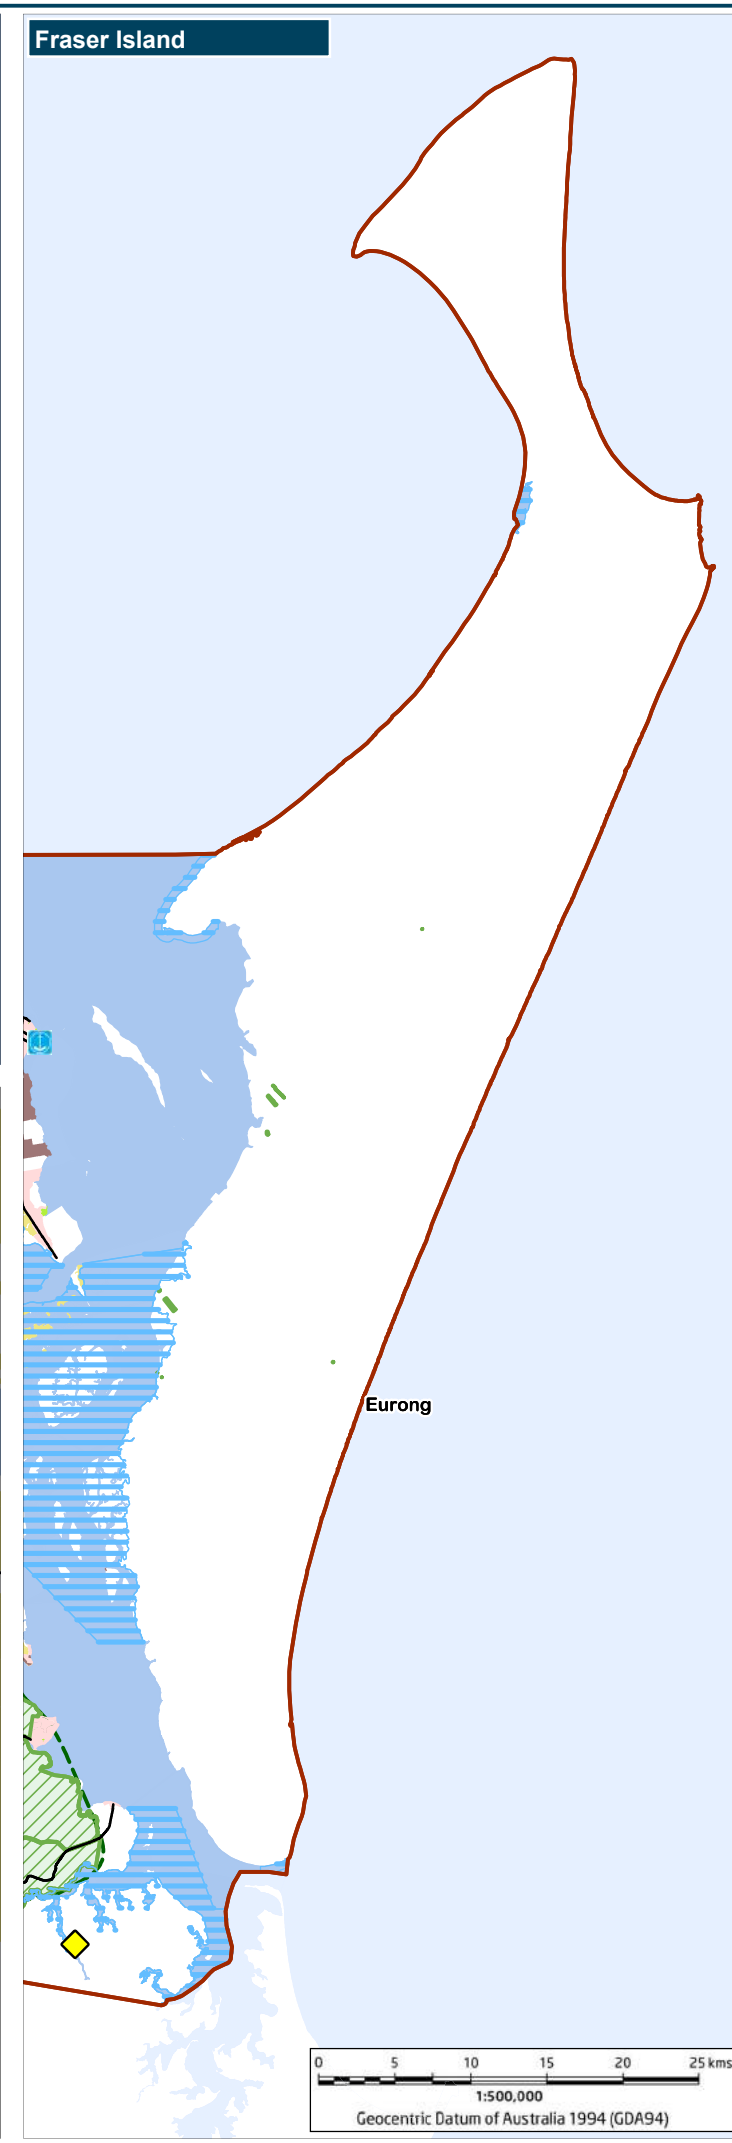 Fraser Island
Eurong
0 5 10 15 20 25 kms
1:500,000
Geocentric Datum of Australia 1994 (GDA94)